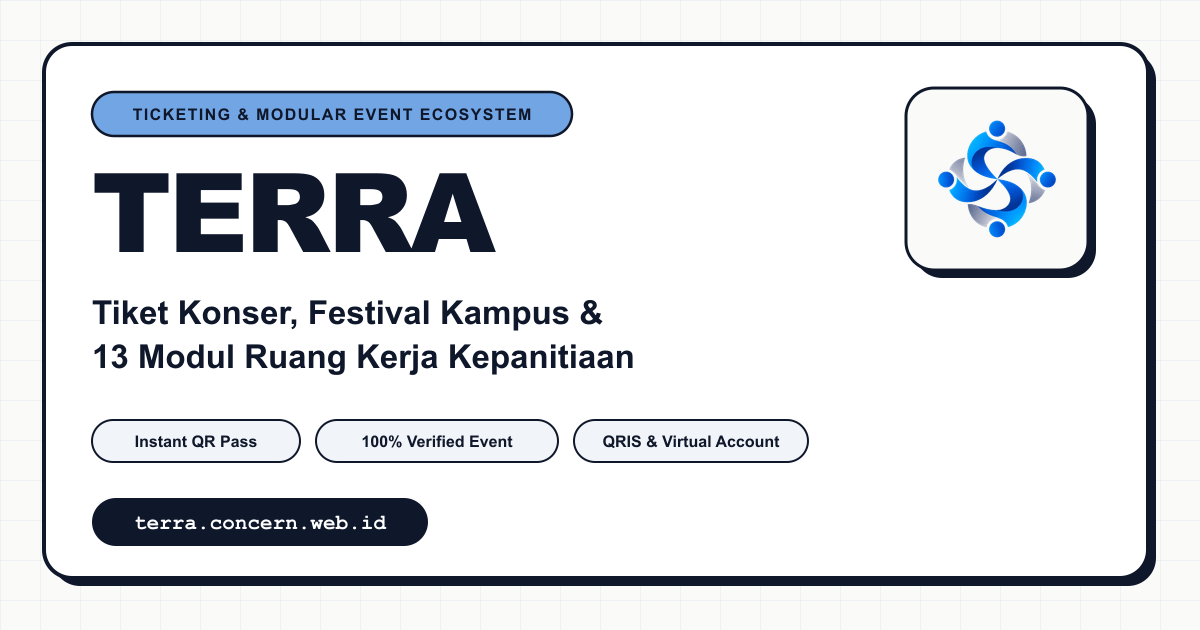 TICKETING & MODULAR EVENT ECOSYSTEM
TERRA
Tiket Konser, Festival Kampus &
13 Modul Ruang Kerja Kepanitiaan
Instant QR Pass
100% Verified Event
QRIS & Virtual Account
terra.concern.web.id